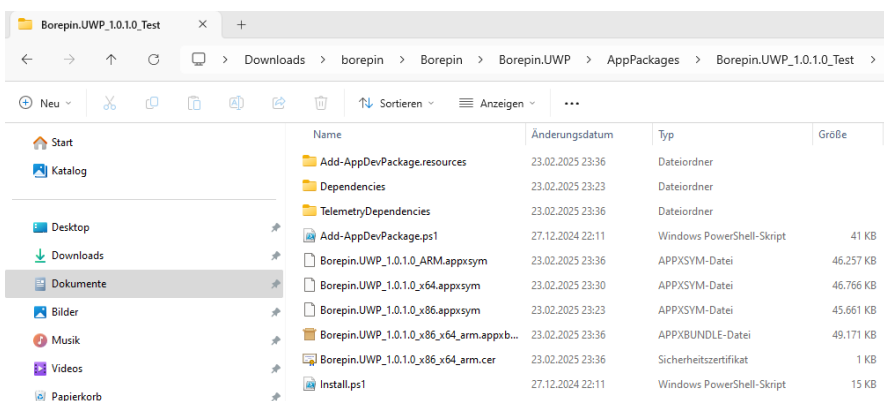 Borepin.UWP_1.0.1.0_Test
Downloads > borepin > Borepin > Borepin.UWP > AppPackages > Borepin.UWP_1.0.1.0_Test >
Neu Sortieren Anzeigen ...
Name Änderungsdatum Typ Größe
Start
Katalog
Desktop
Downloads
Dokumente
Bilder
Musik
Videos
Papierkorb
Add-AppDevPackage.resources 23.02.2025 23:36 Dateiordner
Dependencies 23.02.2025 23:23 Dateiordner
TelemetryDependencies 23.02.2025 23:36 Dateiordner
Add-AppDevPackage.ps1 27.12.2024 22:11 Windows PowerShell-Skript 41 KB
Borepin.UWP_1.0.1.0_ARM.appxsym 23.02.2025 23:36 APPXSYM-Datei 46.257 KB
Borepin.UWP_1.0.1.0_x64.appxsym 23.02.2025 23:30 APPXSYM-Datei 46.766 KB
Borepin.UWP_1.0.1.0_x86.appxsym 23.02.2025 23:23 APPXSYM-Datei 45.661 KB
Borepin.UWP_1.0.1.0_x86_x64_arm.appxb... 23.02.2025 23:36 APPXBUNDLE-Datei 49.171 KB
Borepin.UWP_1.0.1.0_x86_x64_arm.cer 23.02.2025 23:36 Sicherheitszertifikat 1 KB
Install.ps1 27.12.2024 22:11 Windows PowerShell-Skript 15 KB